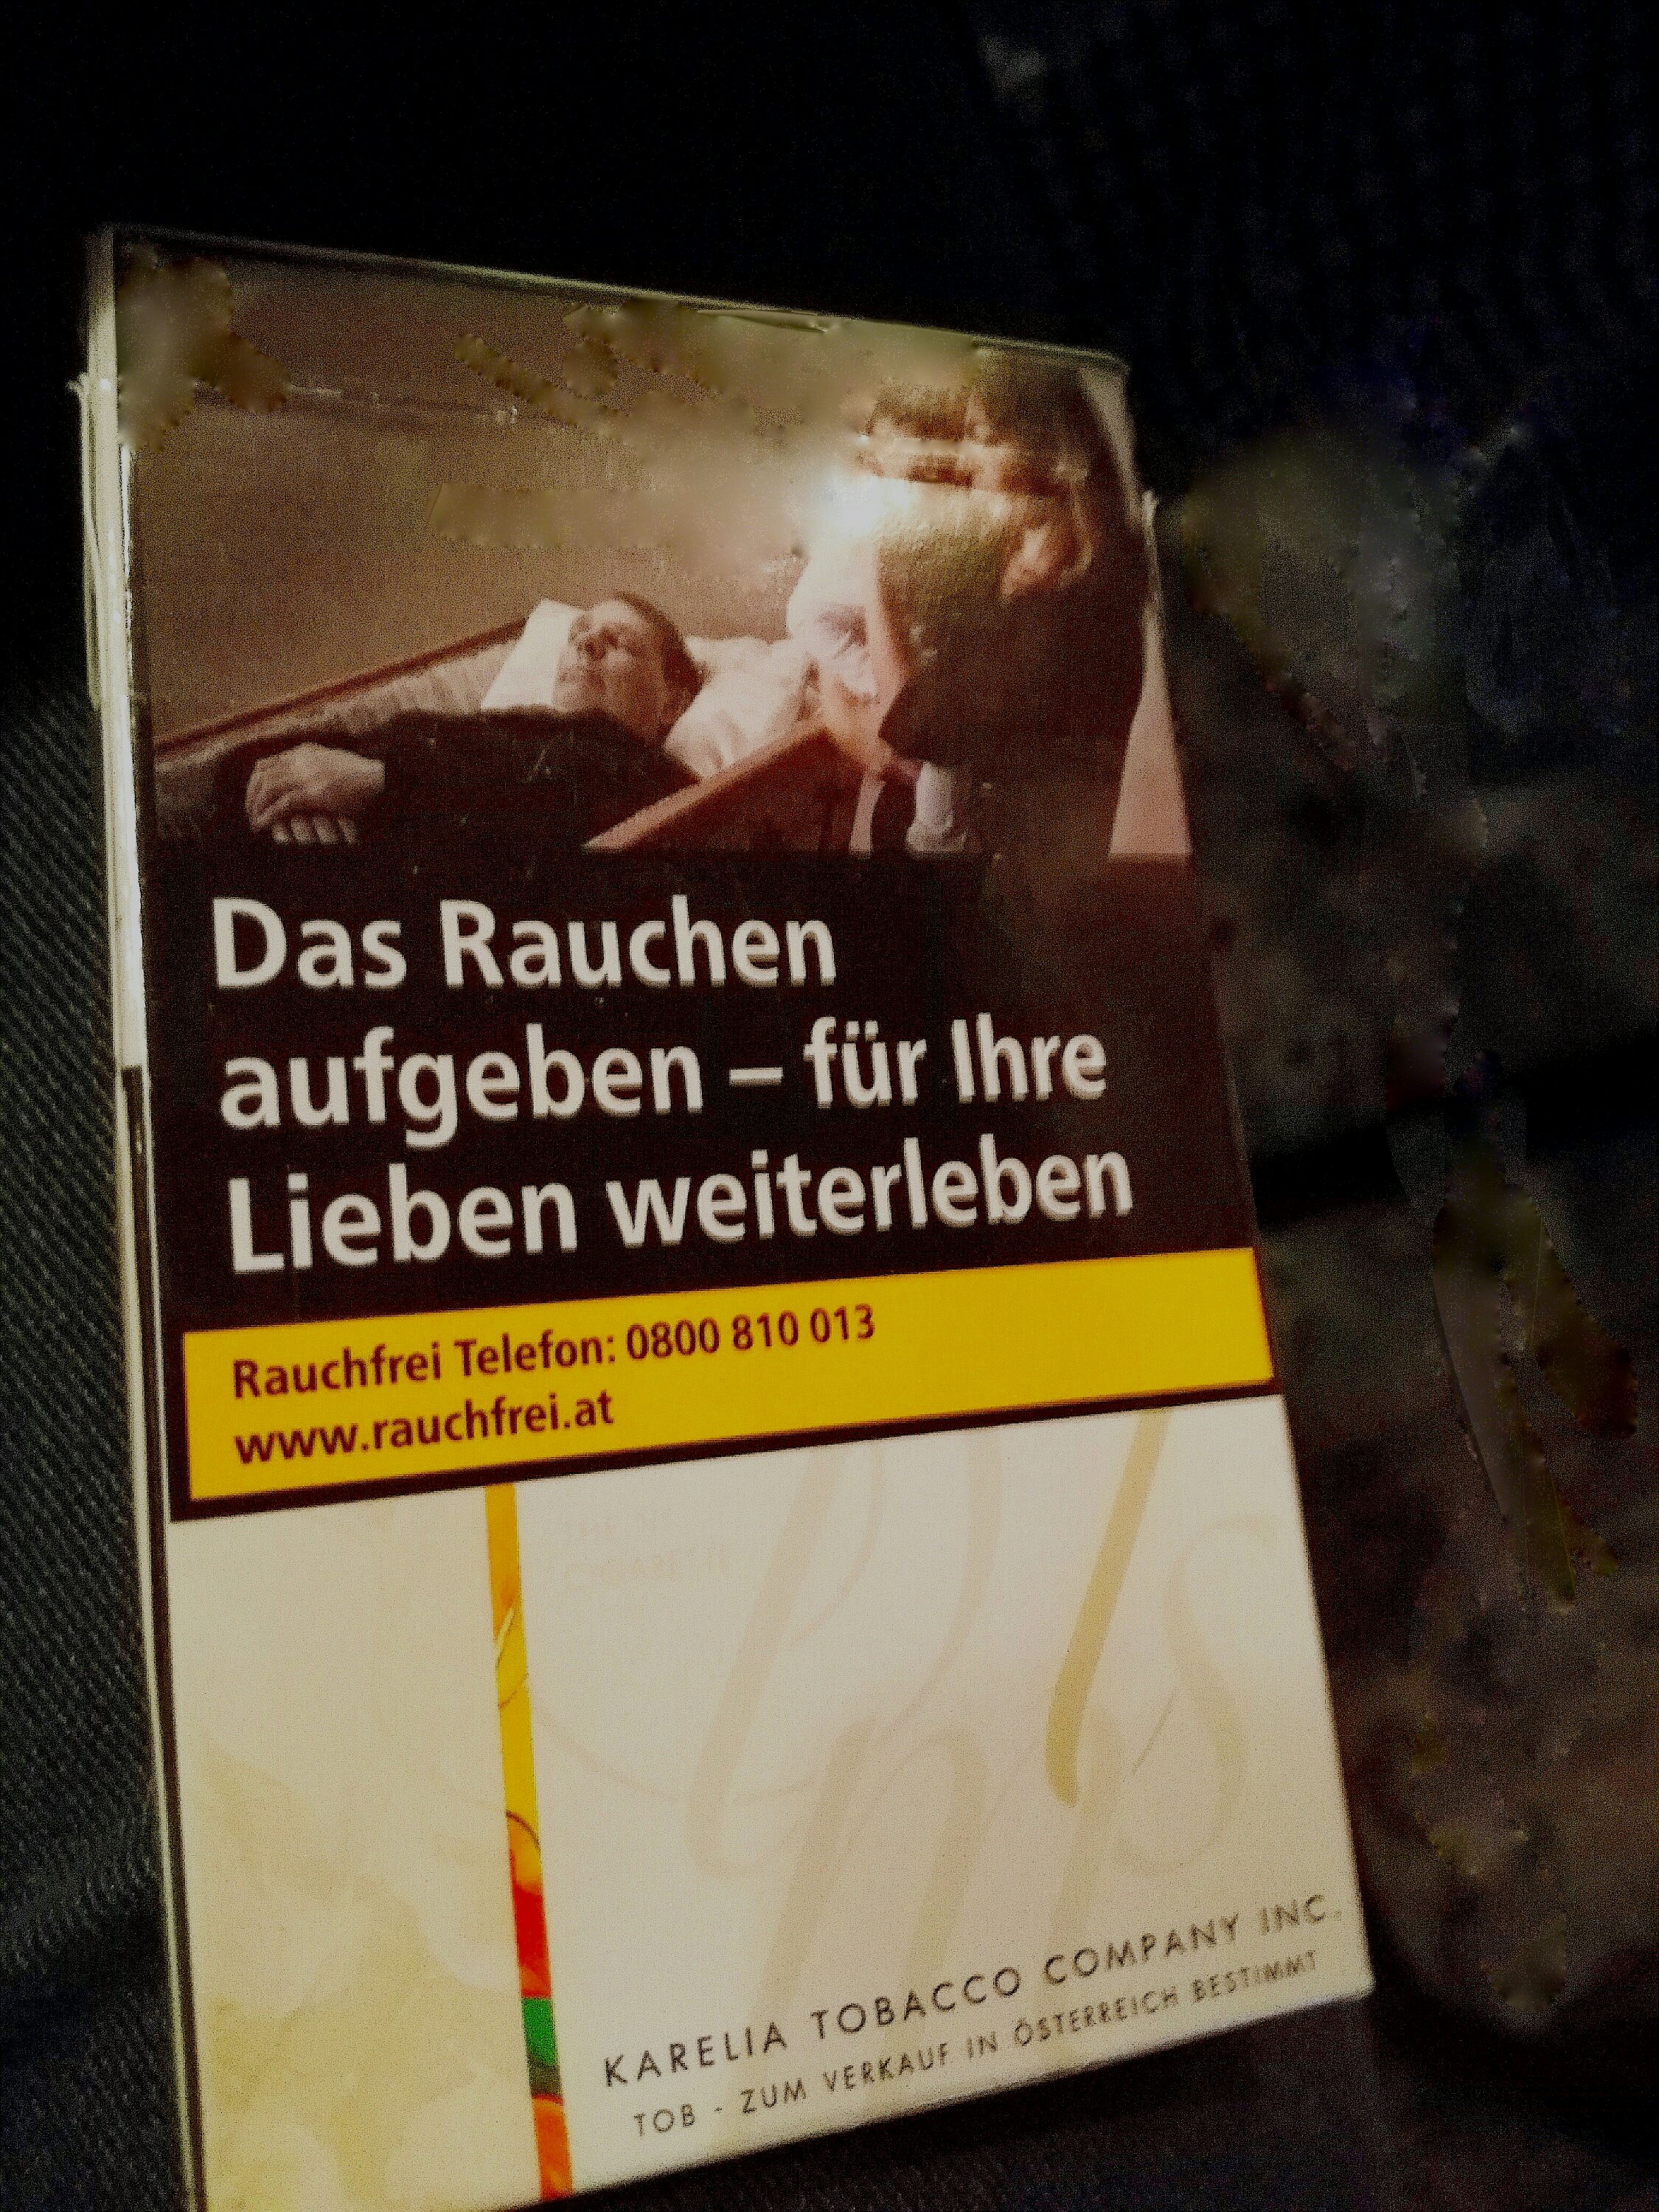 Das Rauchen
aufgeben – für Ihre
Lieben weiterleben
Rauchfrei Telefon: 0800 810 013
www.rauchfrei.at
KARELIA TOBACCO COMPANY INC.
TOB - ZUM VERKAUF IN ÖSTERREICH BESTIMMT